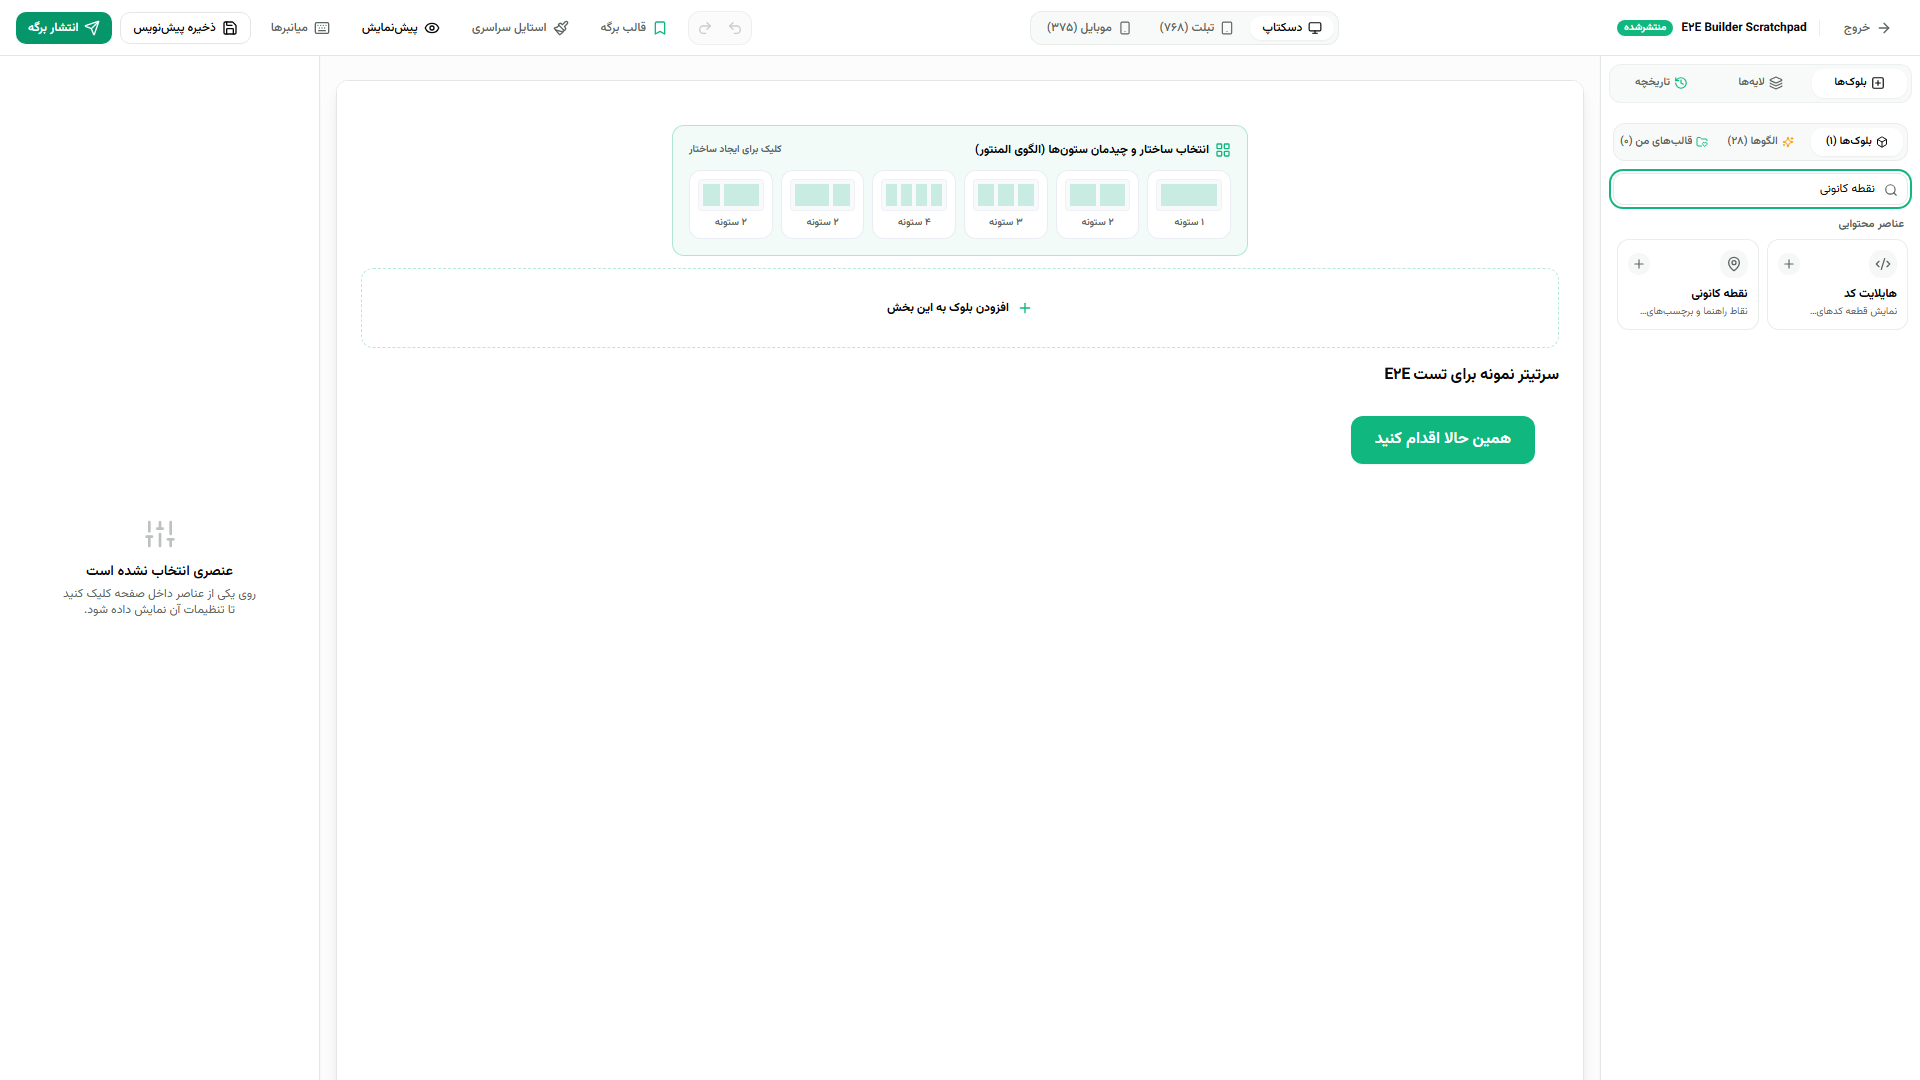 خروج
E۲E Builder Scratchpad
منتشرشده
دسکتاپ
تبلت (۷۶۸)
موبایل (۳۷۵)
قالب برگه
استایل سراسری
پیش‌نمایش
میانبرها
ذخیره پیش‌نویس
انتشار برگه
بلوک‌ها
لایه‌ها
تاریخچه
بلوک‌ها (۱)
الگوها (۲۸)
قالب‌های من (۰)
نقطه کانونی
عناصر محتوایی
هایلایت کد
نمایش قطعه کدهای...
نقطه کانونی
نقاط راهنما و برچسب‌های...
انتخاب ساختار و چیدمان ستون‌ها (الگوی المنتور)
کلیک برای ایجاد ساختار
۱ ستونه
۲ ستونه
۳ ستونه
۴ ستونه
۲ ستونه
۲ ستونه
افزودن بلوک به این بخش
سرتیتر نمونه برای تست E۲E
همین حالا اقدام کنید
عنصری انتخاب نشده است
روی یکی از عناصر داخل صفحه کلیک کنید
تا تنظیمات آن نمایش داده شود.